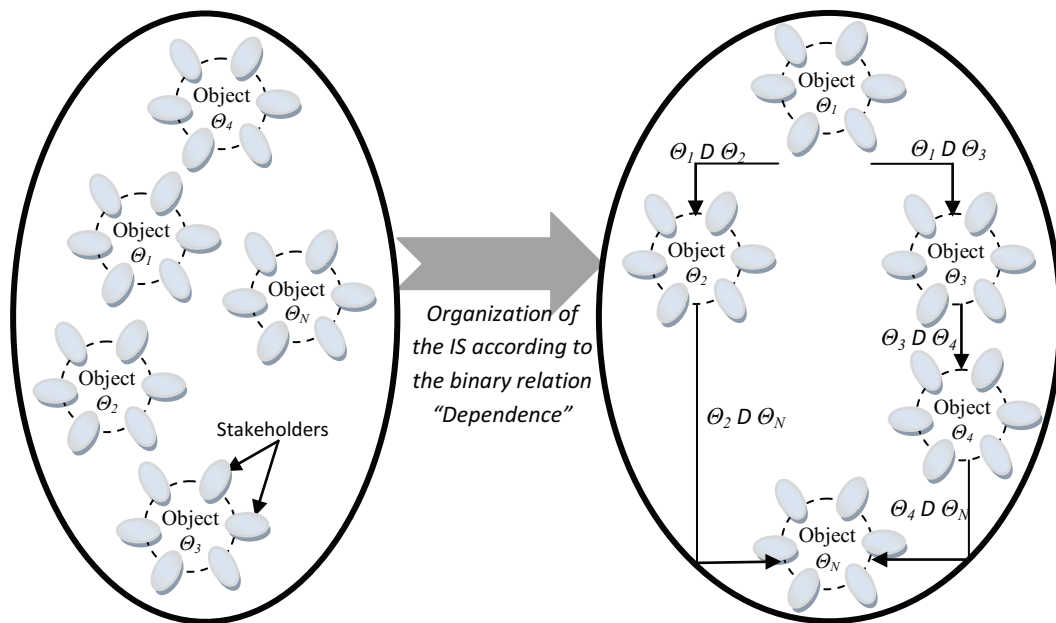 Object
Θ4
Object
Θ1
Object
ΘN
Object
Θ2
Stakeholders
Object
Θ3
Organization of
the IS according to
the binary relation
“Dependence”
Object
Θ1
Θ1 D Θ2
Θ1 D Θ3
Object
Θ2
Object
Θ3
Θ3 D Θ4
Object
Θ4
Θ2 D ΘN
Θ4 D ΘN
Object
ΘN